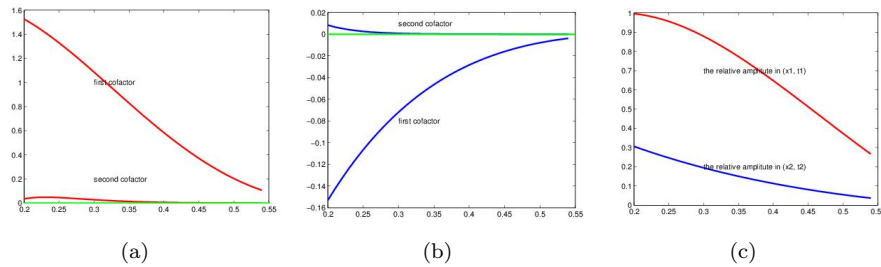 1.6
1.4
1.2
1
0.8
0.6
0.4
0.2
0
first cofactor
second cofactor
0.2 0.25 0.3 0.35 0.4 0.45 0.5 0.55
(a)
0.02
0
−0.02
−0.04
−0.06
−0.08
−0.1
−0.12
−0.14
−0.16
second cofactor
first cofactor
0.2 0.25 0.3 0.35 0.4 0.45 0.5 0.55
(b)
1
0.9
0.8
0.7
0.6
0.5
0.4
0.3
0.2
0.1
0
the relative amplitute in (x1, t1)
the relative amplitute in (x2, t2)
0.2 0.25 0.3 0.35 0.4 0.45 0.5 0.55
(c)